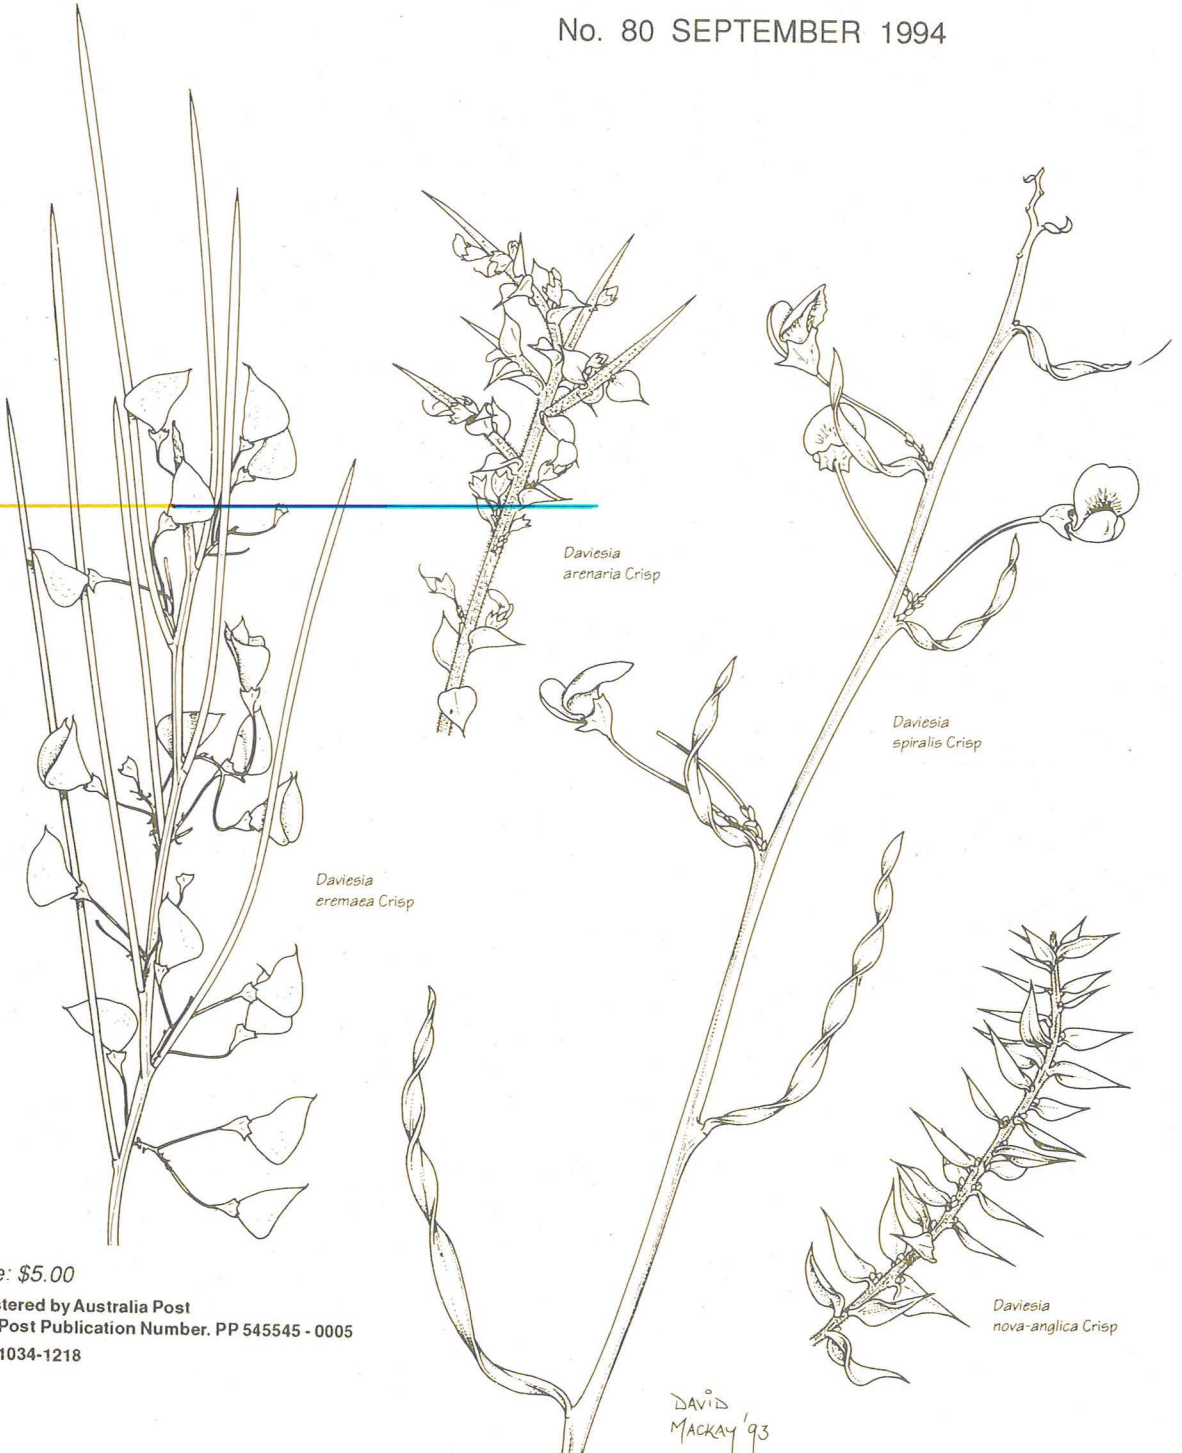 No. 80 SEPTEMBER 1994
Daviesia
arenaria Crisp
Daviesia
spiralis Crisp
Daviesia
eremaea Crisp
Daviesia
nova-anglica Crisp
: $5.00
by Australia Post
Post Publication Number. PP 545545 - 0005
1034-1218
DAVID
MACKAY '93